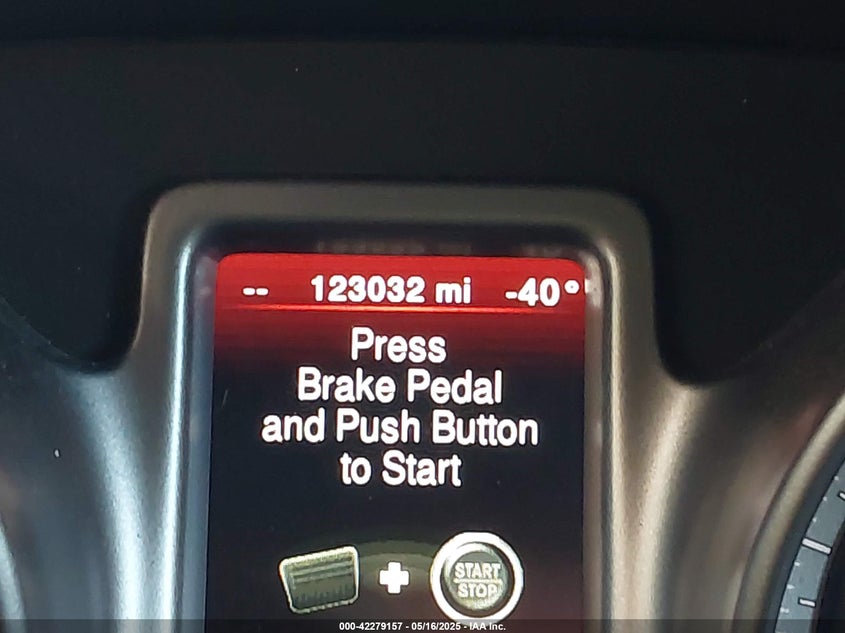 -- 123032 mi -40°
Press
Brake Pedal
and Push Button
to Start
START
STOP
000-42279157 - 05/16/2025 - IAA Inc.